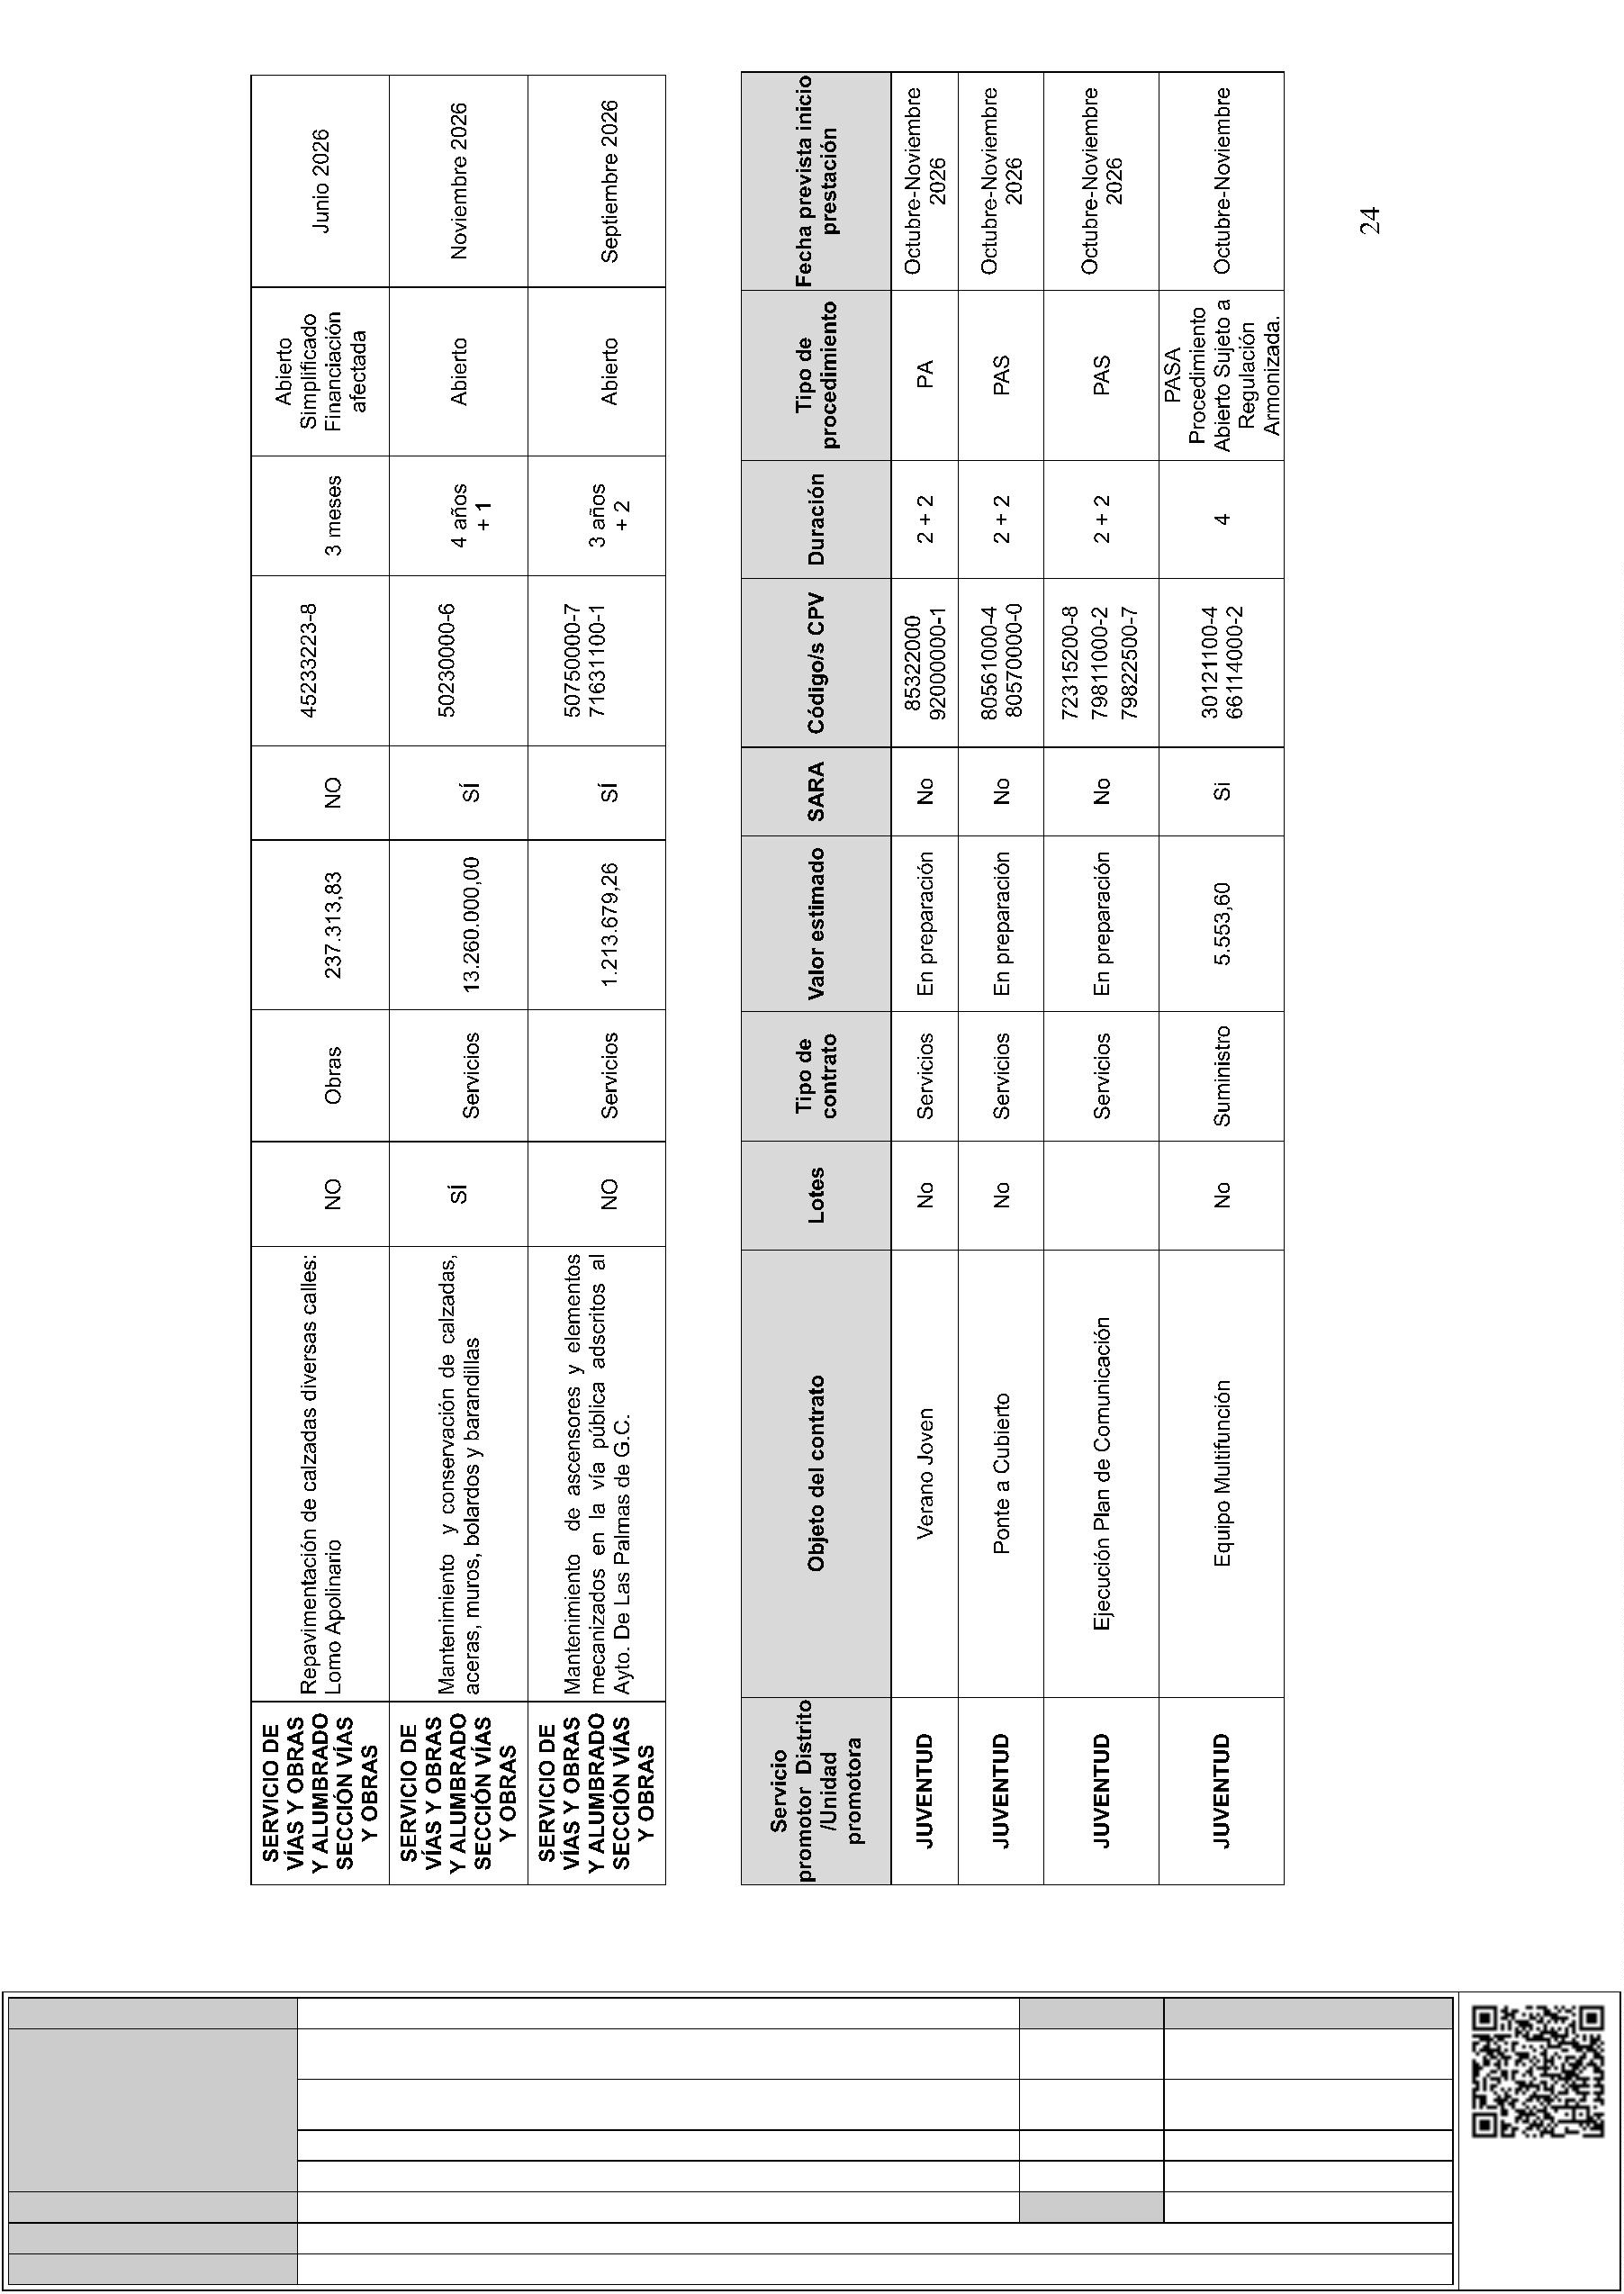 SERVICIO DE
VÍAS Y OBRAS
Y ALUMBRADO
SECCIÓN VÍAS
Y OBRAS
Repavimentación de calzadas diversas calles:
Lomo Apolinario
NO
Obras
237.313,83
NO
45233223-8
3 meses
Abierto
Simplificado
Financiación
afectada
Junio 2026
SERVICIO DE
VÍAS Y OBRAS
Y ALUMBRADO
SECCIÓN VÍAS
Y OBRAS
Mantenimiento y conservación de calzadas,
aceras, muros, bolardos y barandillas
SÍ
Servicios
13.260.000,00
SÍ
50230000-6
4 años
+ 1
Abierto
Noviembre 2026
SERVICIO DE
VÍAS Y OBRAS
Y ALUMBRADO
SECCIÓN VÍAS
Y OBRAS
Mantenimiento de ascensores y elementos
mecanizados en la vía pública adscritos al
Ayto. De Las Palmas de G.C.
NO
Servicios
1.213.679,26
SÍ
50750000-7
71631100-1
3 años
+ 2
Abierto
Septiembre 2026
Servicio
promotor Distrito
/Unidad
promotora
Objeto del contrato
Lotes
Tipo de
contrato
Valor estimado
SARA
Código/s CPV
Duración
Tipo de
procedimiento
Fecha prevista inicio
prestación
JUVENTUD
Verano Joven
No
Servicios
En preparación
No
85322000
92000000-1
2 + 2
PA
Octubre-Noviembre
2026
JUVENTUD
Ponte a Cubierto
No
Servicios
En preparación
No
80561000-4
80570000-0
2 + 2
PAS
Octubre-Noviembre
2026
JUVENTUD
Ejecución Plan de Comunicación
Servicios
En preparación
No
72315200-8
79811000-2
79822500-7
2 + 2
PAS
Octubre-Noviembre
2026
JUVENTUD
Equipo Multifunción
No
Suministro
5.553,60
Si
30121100-4
66114000-2
4
PASA
Procedimiento
Abierto Sujeto a
Regulación
Armonizada.
Octubre-Noviembre
24